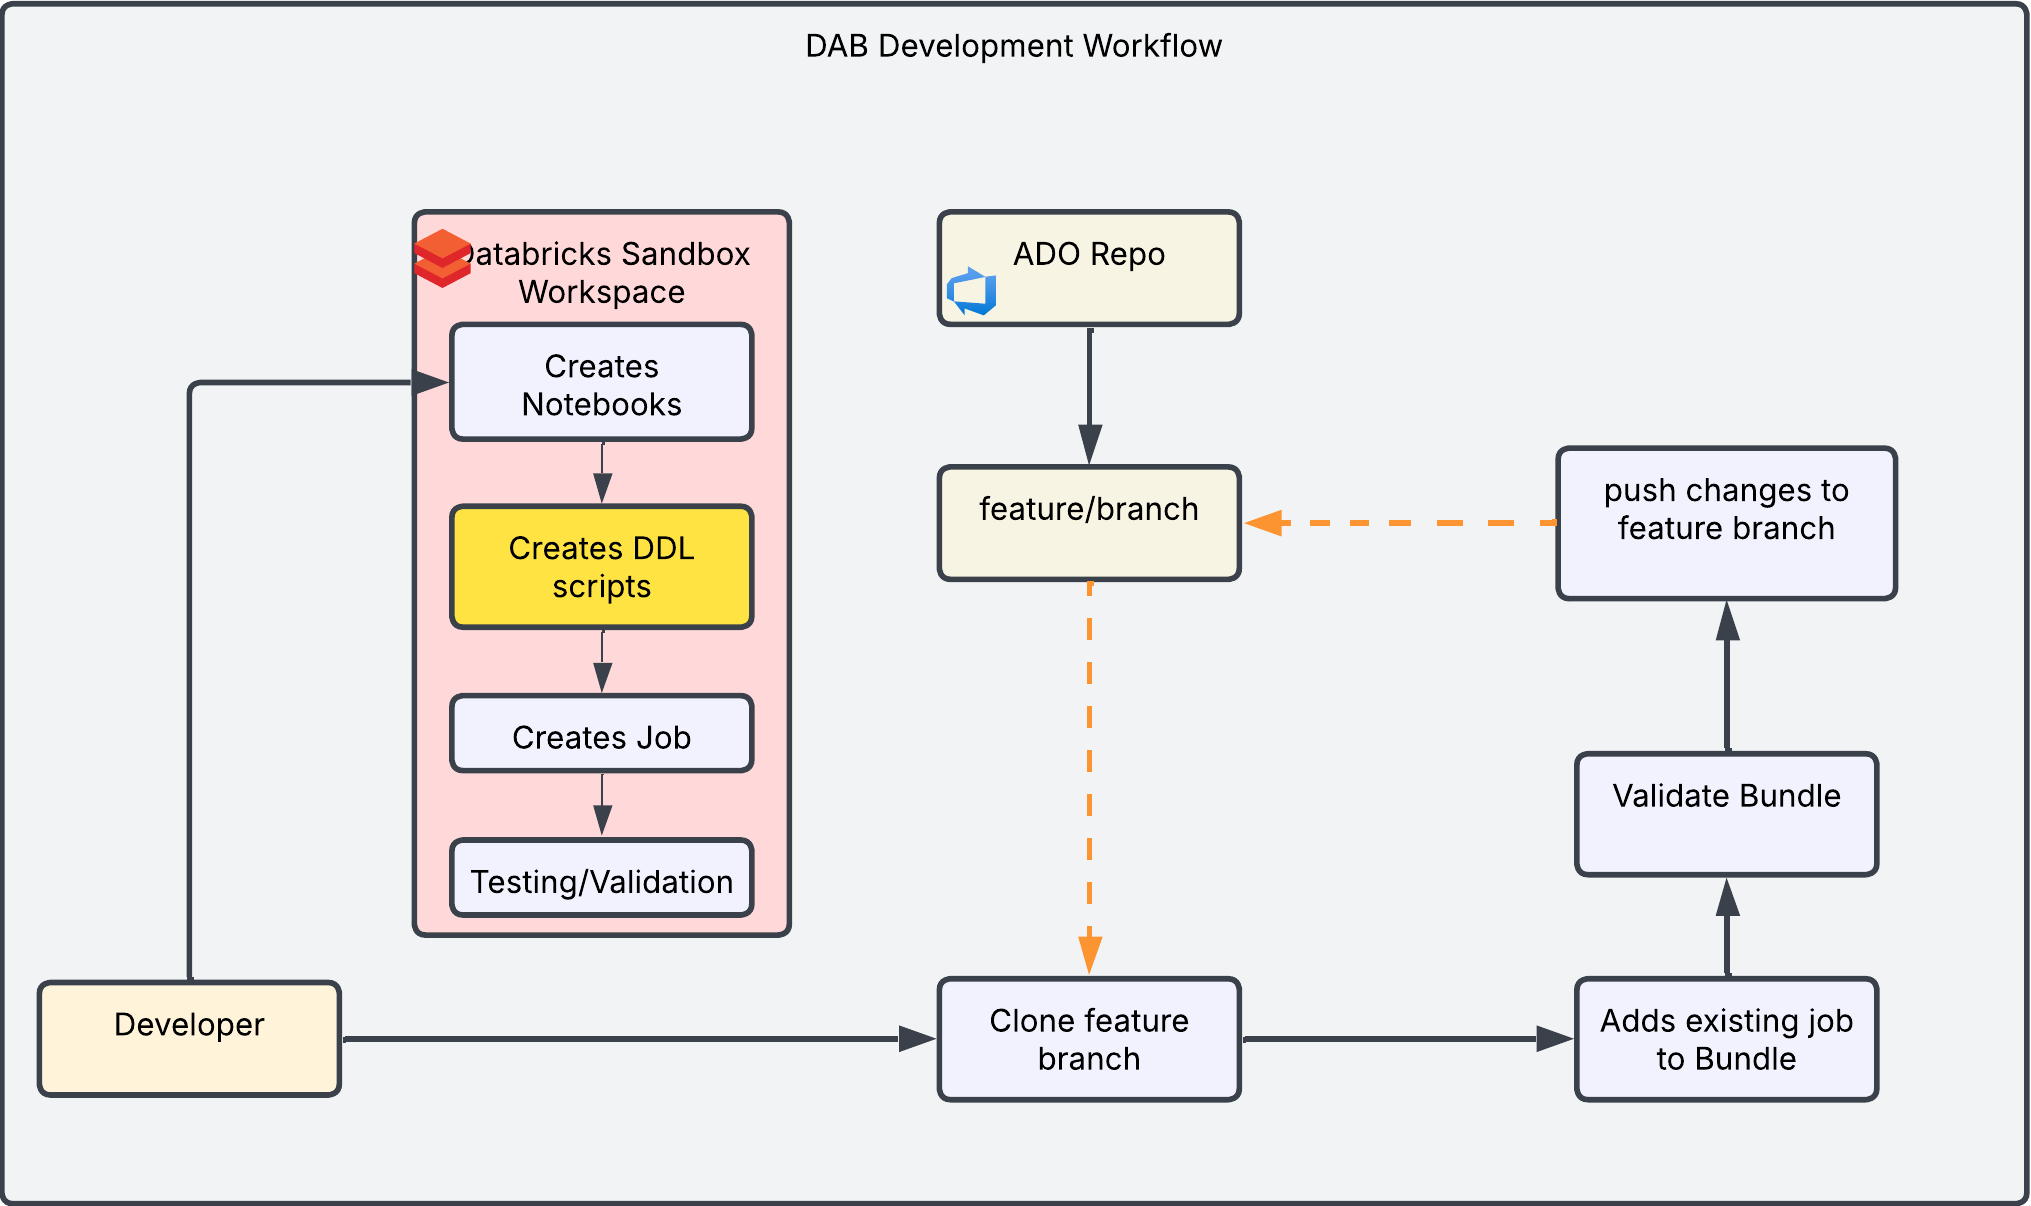 DAB Development Workflow
Databricks Sandbox
Workspace
Creates
Notebooks
Creates DDL
scripts
Creates Job
Testing/Validation
Developer
ADO Repo
feature/branch
Clone feature
branch
Adds existing job
to Bundle
Validate Bundle
push changes to
feature branch